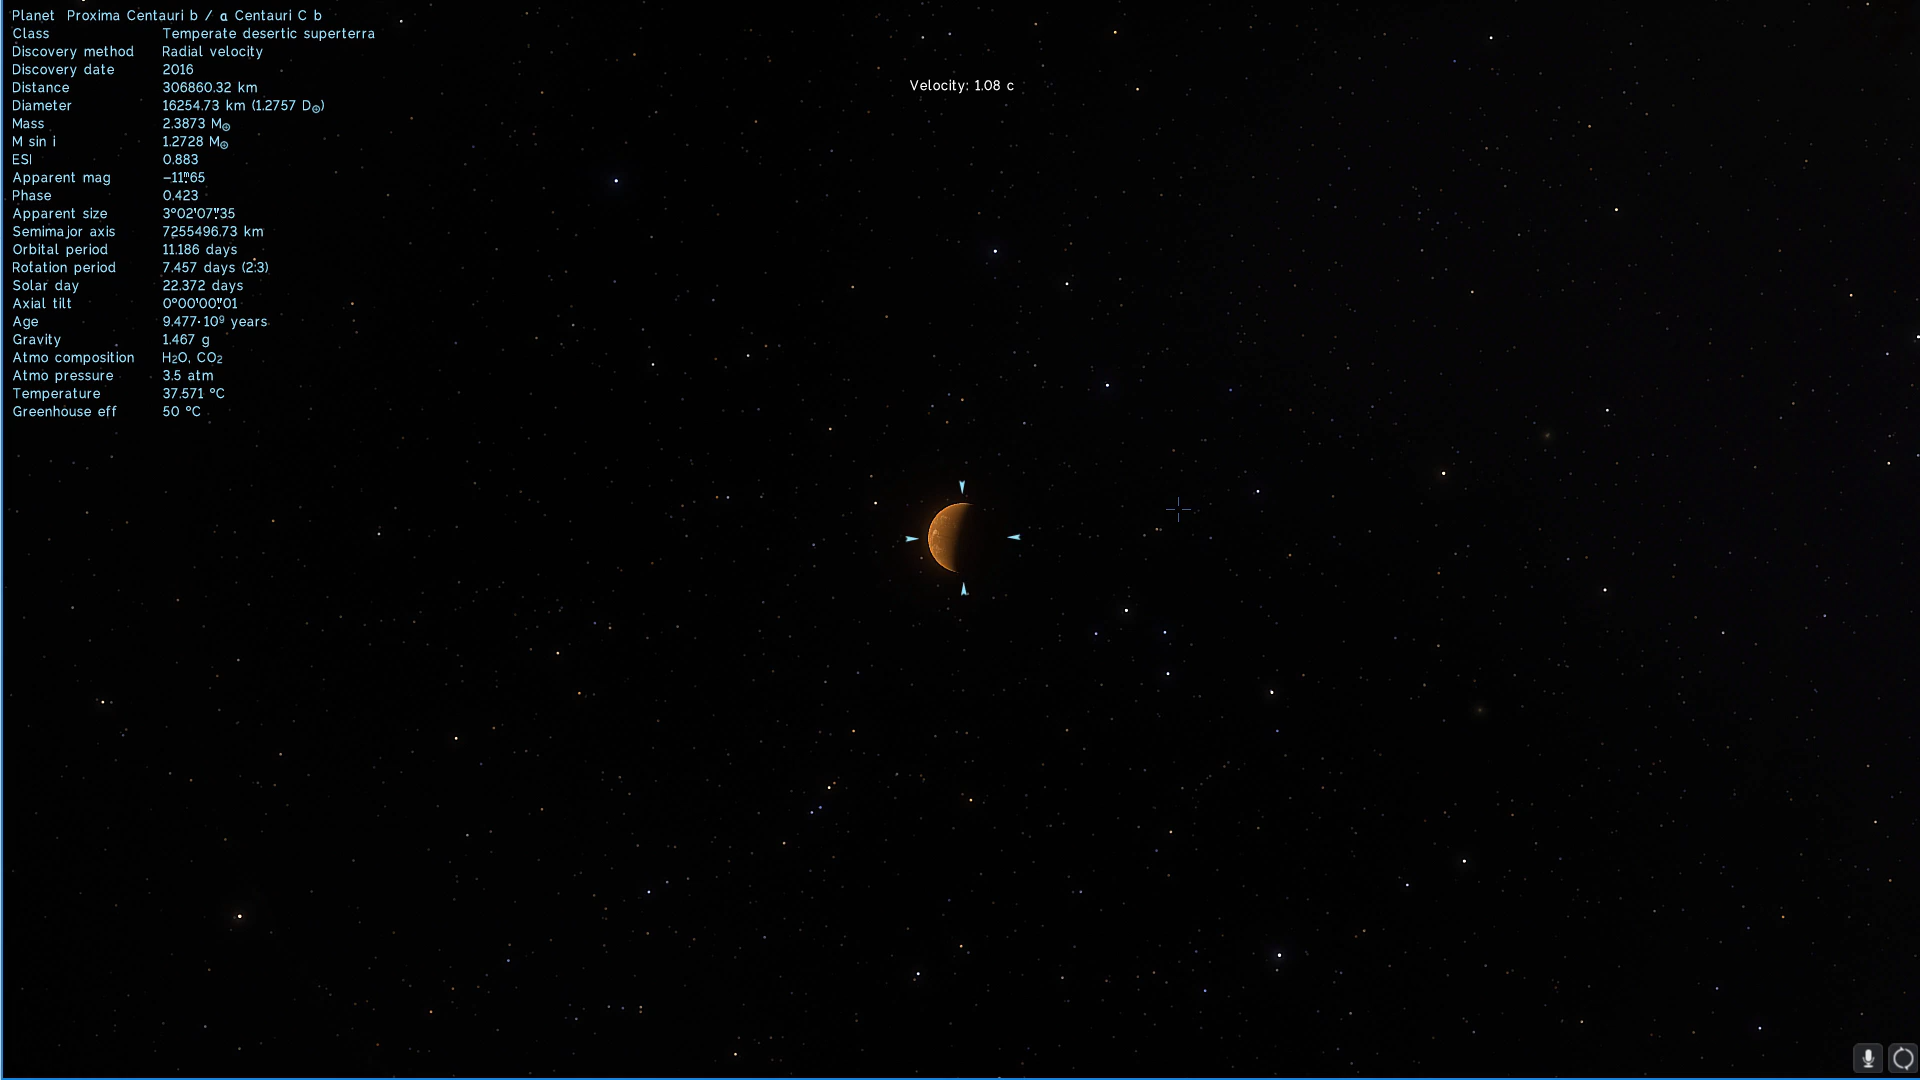 Planet Proxima Centauri b / α Centauri C b
Class Temperate desertic superterra
Discovery method Radial velocity
Discovery date 2016
Distance 306860.32 km
Diameter 16254.73 km (1.2757 D⊕)
Mass 2.3873 M⊕
M sin i 1.2728 M⊕
ESI 0.883
Apparent mag −11ᵐ.65
Phase 0.423
Apparent size 3°02'07".35
Semimajor axis 7255496.73 km
Orbital period 11.186 days
Rotation period 7.457 days (2:3)
Solar day 22.372 days
Axial tilt 0°00'00".01
Age 9.477·10⁹ years
Gravity 1.467 g
Atmo composition H₂O, CO₂
Atmo pressure 3.5 atm
Temperature 37.571 °C
Greenhouse eff 50 °C
Velocity: 1.08 c